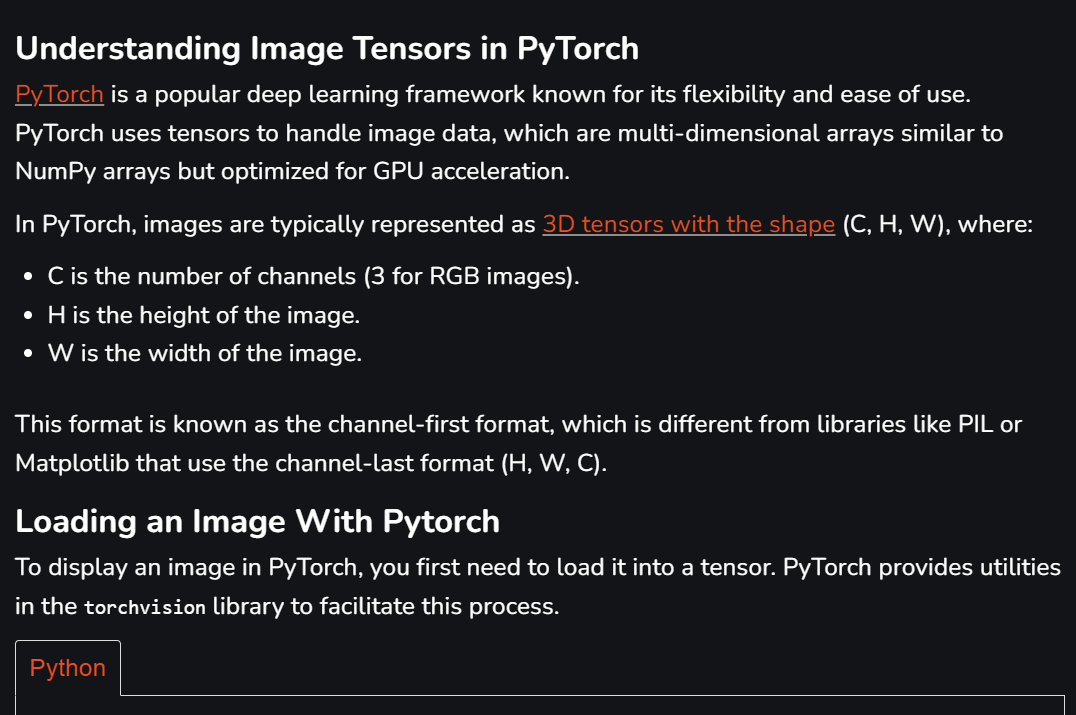 Understanding Image Tensors in PyTorch
PyTorch is a popular deep learning framework known for its flexibility and ease of use.
PyTorch uses tensors to handle image data, which are multi-dimensional arrays similar to
NumPy arrays but optimized for GPU acceleration.
In PyTorch, images are typically represented as 3D tensors with the shape (C, H, W), where:
• C is the number of channels (3 for RGB images).
• H is the height of the image.
• W is the width of the image.
This format is known as the channel-first format, which is different from libraries like PIL or
Matplotlib that use the channel-last format (H, W, C).
Loading an Image With Pytorch
To display an image in PyTorch, you first need to load it into a tensor. PyTorch provides utilities
in the torchvision library to facilitate this process.
Python